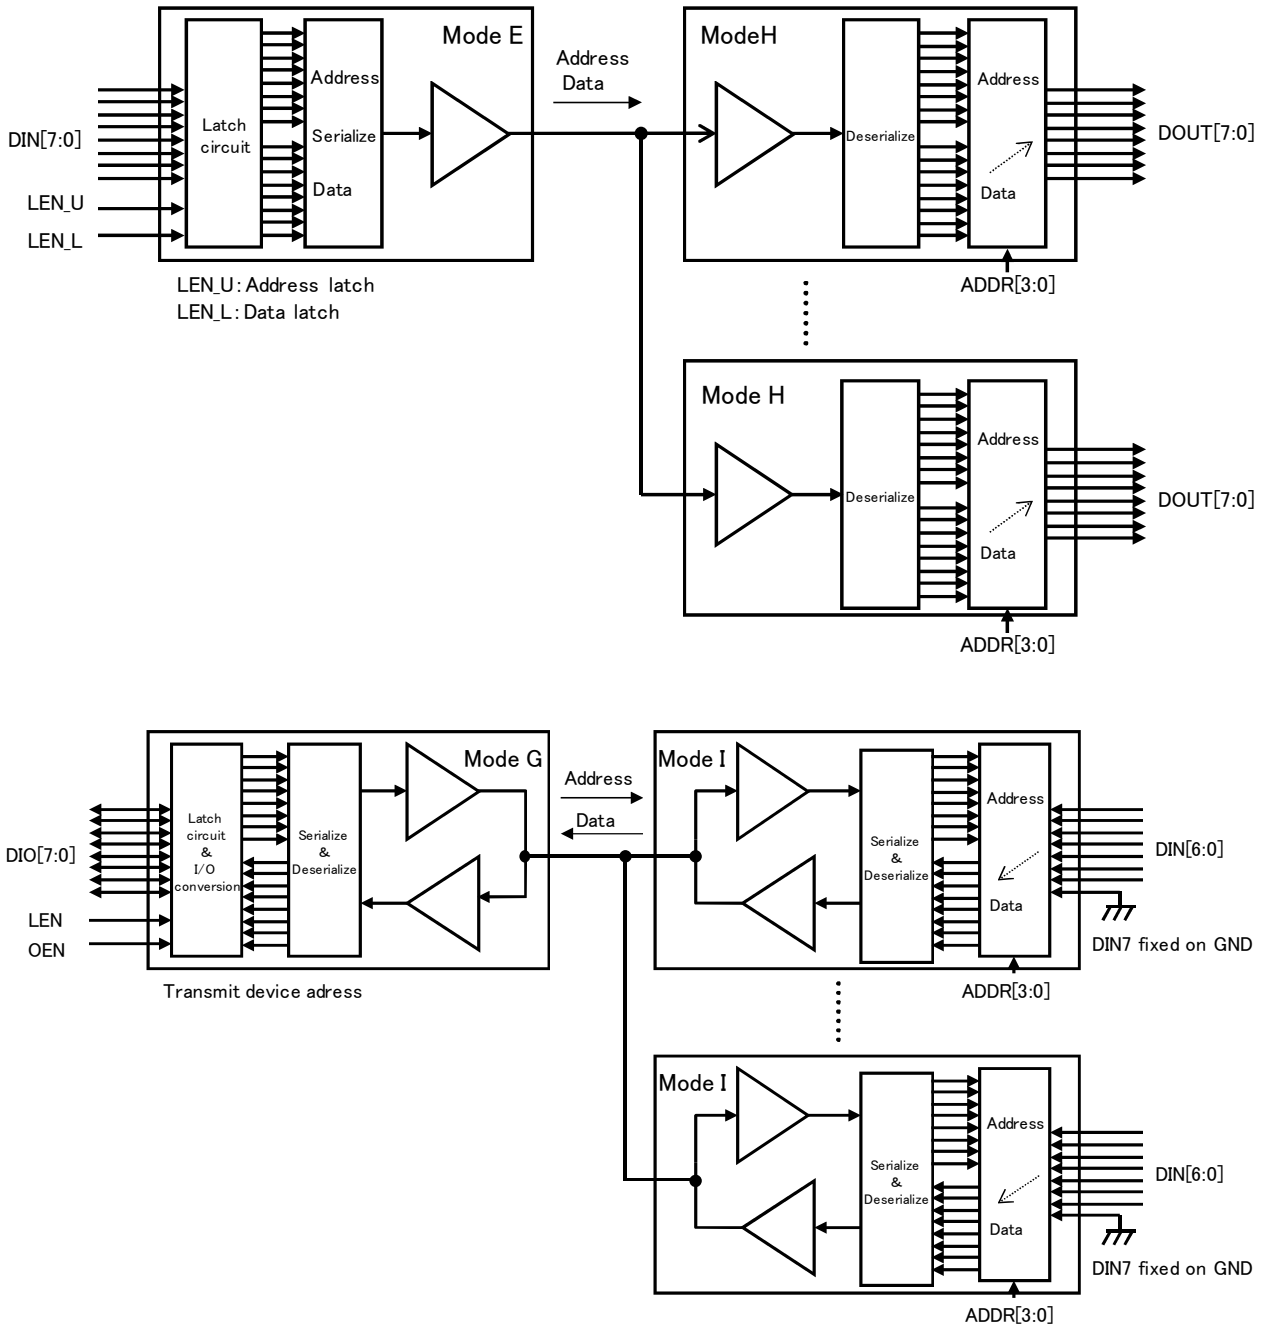 Mode E
Address
Data
ModeH
DIN[7:0]
LEN_U
LEN_L
Latch
circuit
Address
Serialize
Data
Deserialize
Address
Data
DOUT[7:0]
ADDR[3:0]
LEN_U: Address latch
LEN_L: Data latch
Mode H
Deserialize
Address
Data
DOUT[7:0]
ADDR[3:0]
Mode G
Address
Data
Mode I
DIO[7:0]
LEN
OEN
Latch
circuit
&
I/O
conversion
Serialize
&
Deserialize
Serialize
&
Deserialize
Address
Data
DIN[6:0]
DIN7 fixed on GND
ADDR[3:0]
Transmit device adress
Mode I
Serialize
&
Deserialize
Address
Data
DIN[6:0]
DIN7 fixed on GND
ADDR[3:0]